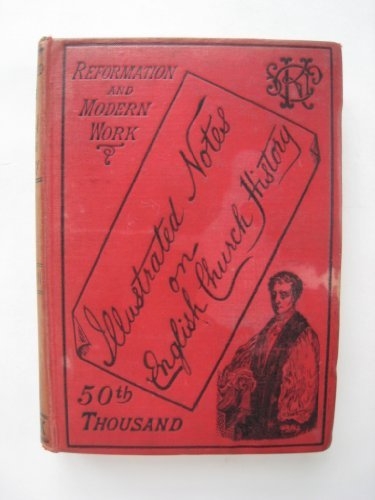 REFORMATION
AND
MODERN
WORK
Illustrated Notes
on
English Church History
50th
THOUSAND